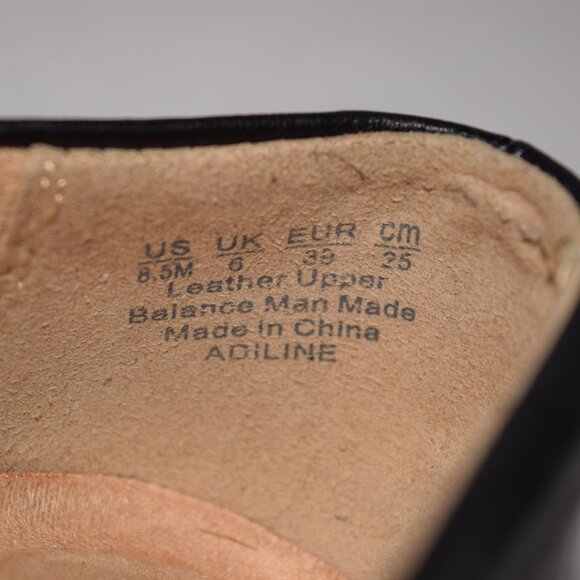 US UK EUR cm
8.5M 6 39 25
Leather Upper
Balance Man Made
Made in China
ADILINE